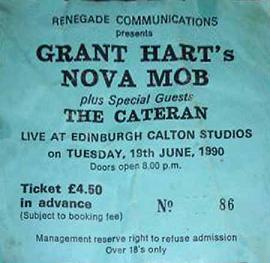 RENEGADE COMMUNICATIONS
presents
GRANT HART's
NOVA MOB
plus Special Guests
THE CATERAN
LIVE AT EDINBURGH CALTON STUDIOS
on TUESDAY, 19th JUNE, 1990
Doors open 8.00 p.m.
Ticket £4.50
in advance Nº 86
(Subject to booking fee)
Management reserve right to refuse admission
Over 18's only